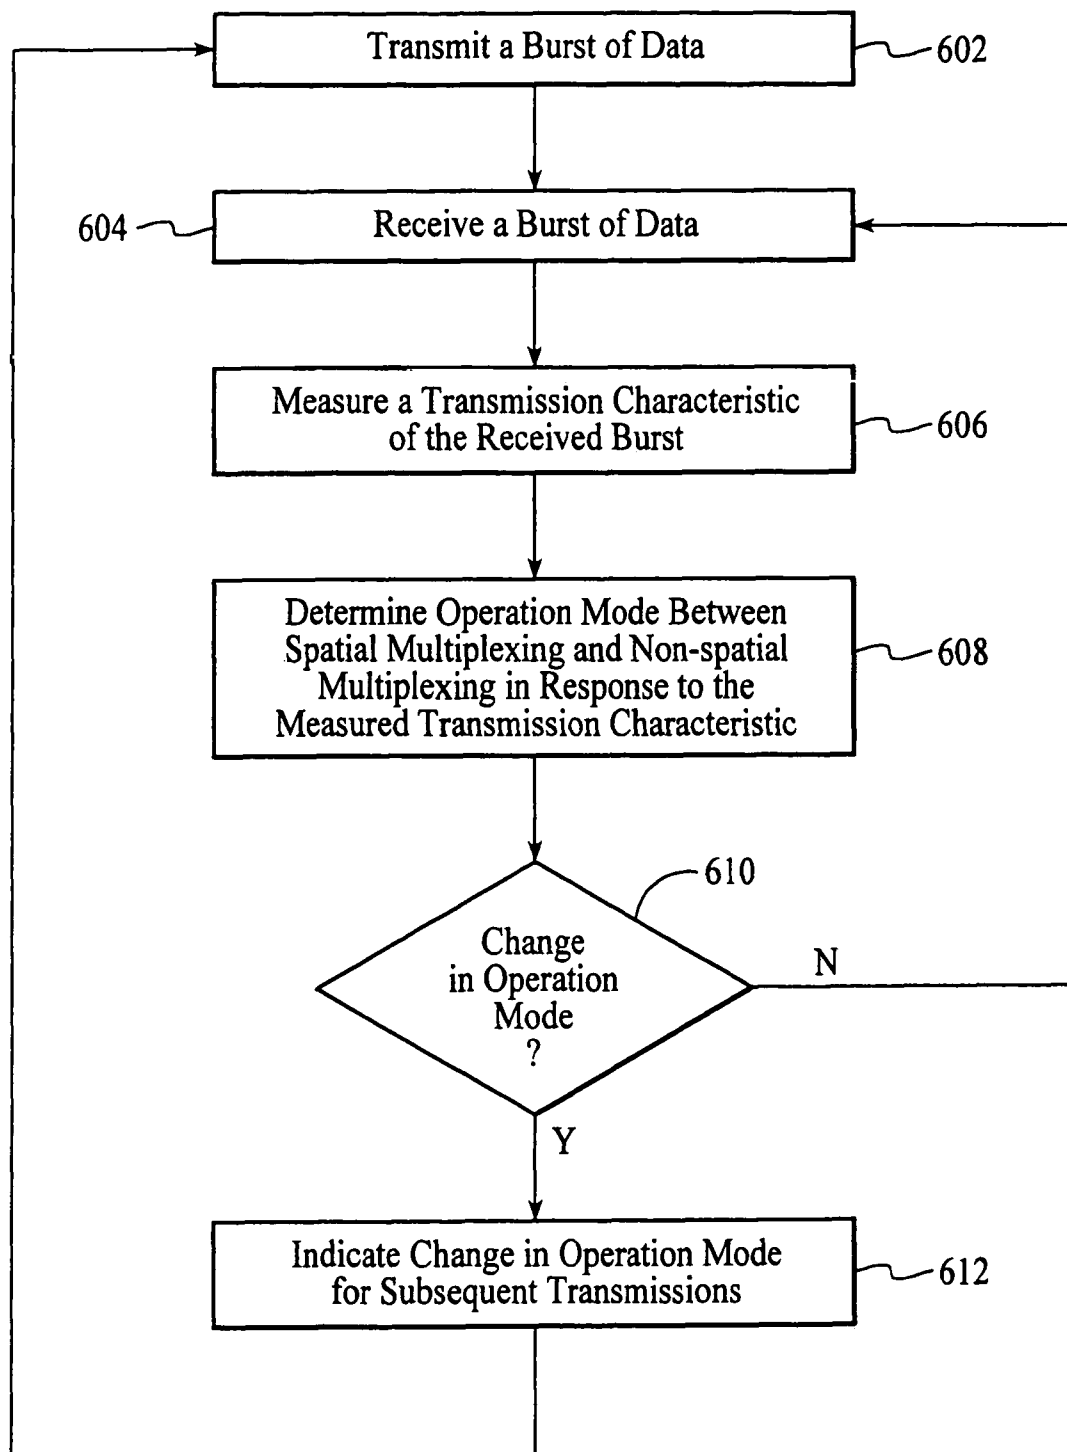 Transmit a Burst of Data
602
Receive a Burst of Data
604
Measure a Transmission Characteristic
of the Received Burst
606
Determine Operation Mode Between
Spatial Multiplexing and Non-spatial
Multiplexing in Response to the
Measured Transmission Characteristic
608
610
Change
in Operation
Mode
?
N
Y
Indicate Change in Operation Mode
for Subsequent Transmissions
612